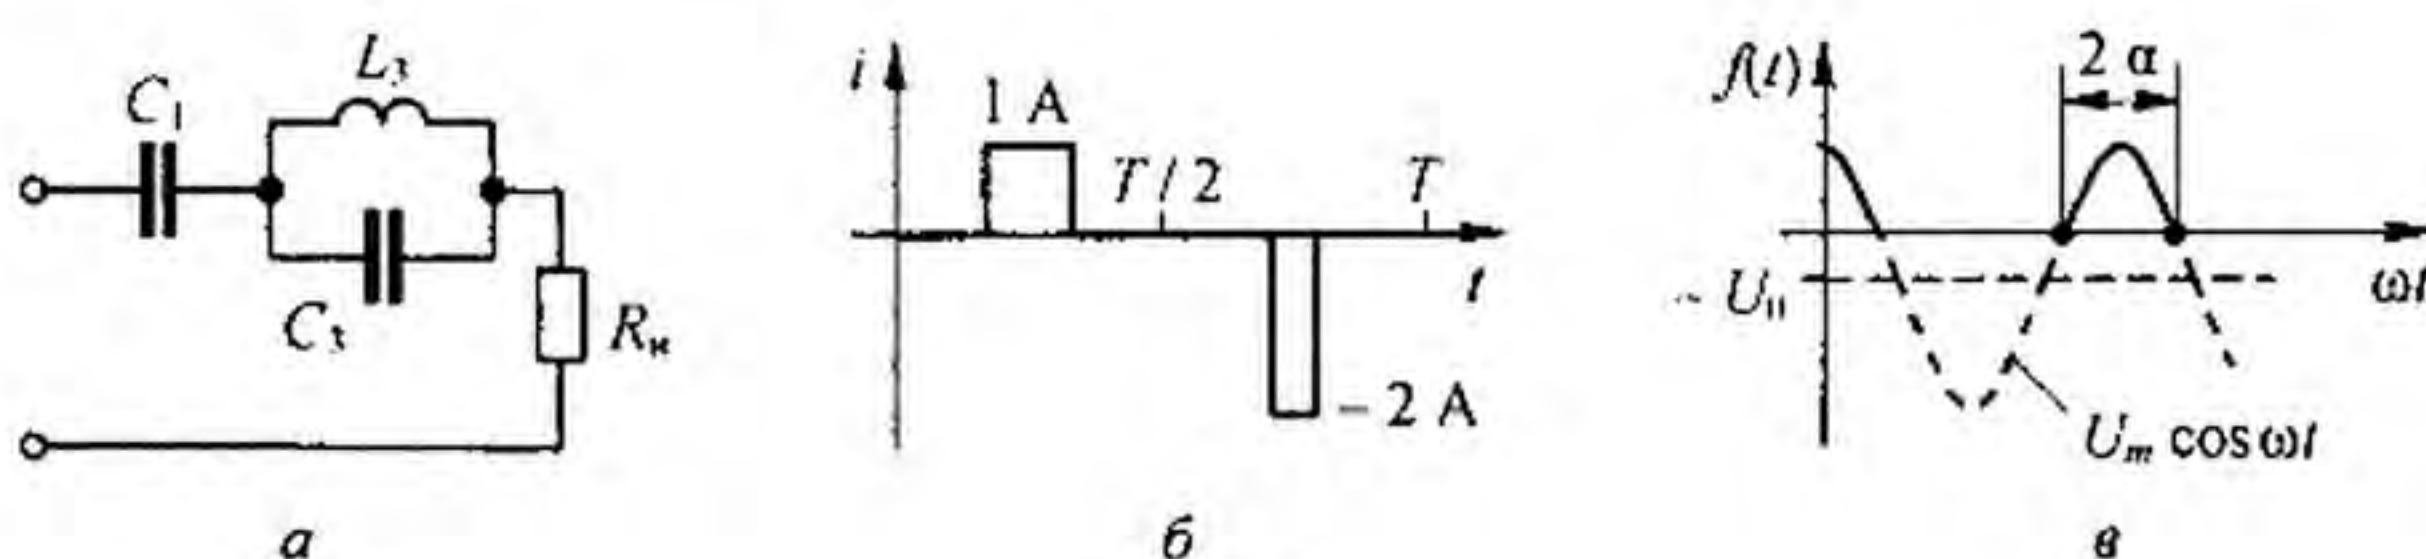 C₁
L₃
C₃
Rн
а
i
1 А
T / 2
T
t
– 2 А
б
f(t)
2 α
– U₀
ωt
Uₘ cos ωt
в